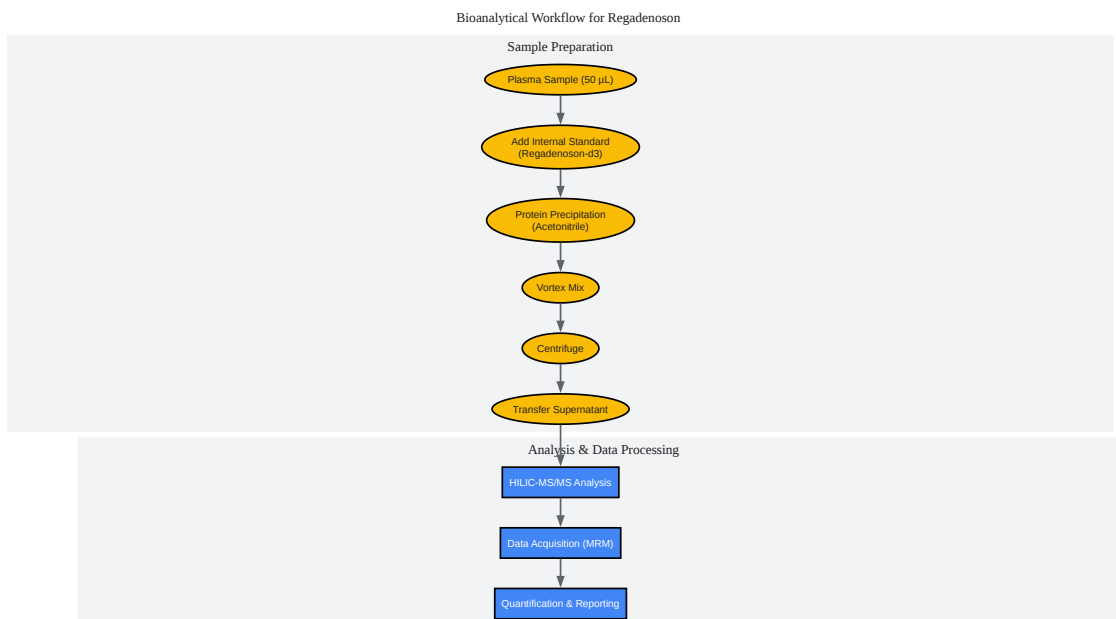 Bioanalytical Workflow for Regadenoson
Sample Preparation
Plasma Sample (50 µL)
Add Internal Standard
(Regadenoson-d3)
Protein Precipitation
(Acetonitrile)
Vortex Mix
Centrifuge
Transfer Supernatant
Analysis & Data Processing
HILIC-MS/MS Analysis
Data Acquisition (MRM)
Quantification & Reporting